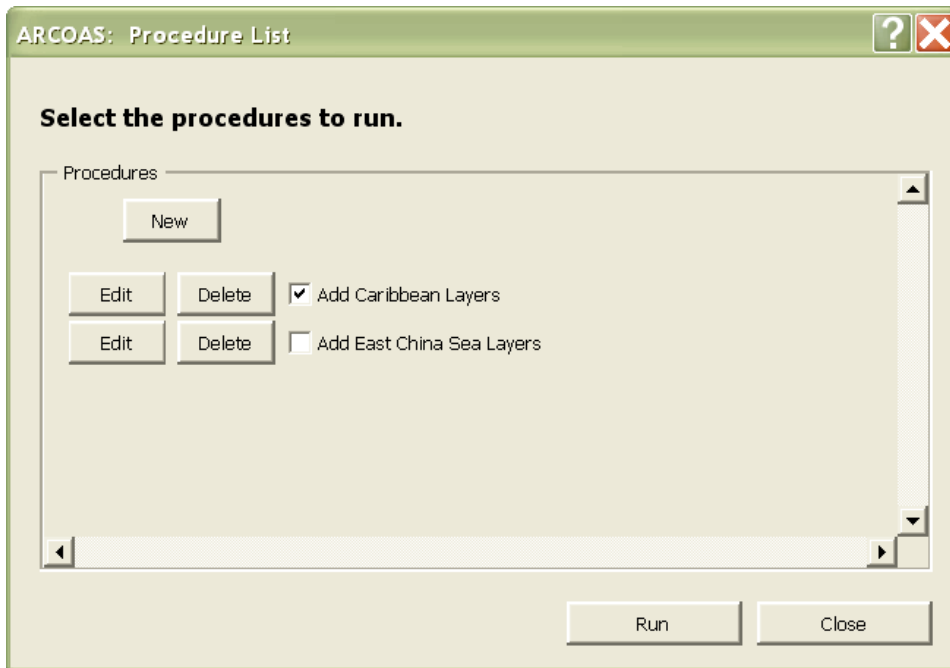 ARCOAS: Procedure List
Select the procedures to run.
Procedures
New
Edit Delete Add Caribbean Layers
Edit Delete Add East China Sea Layers
Run Close